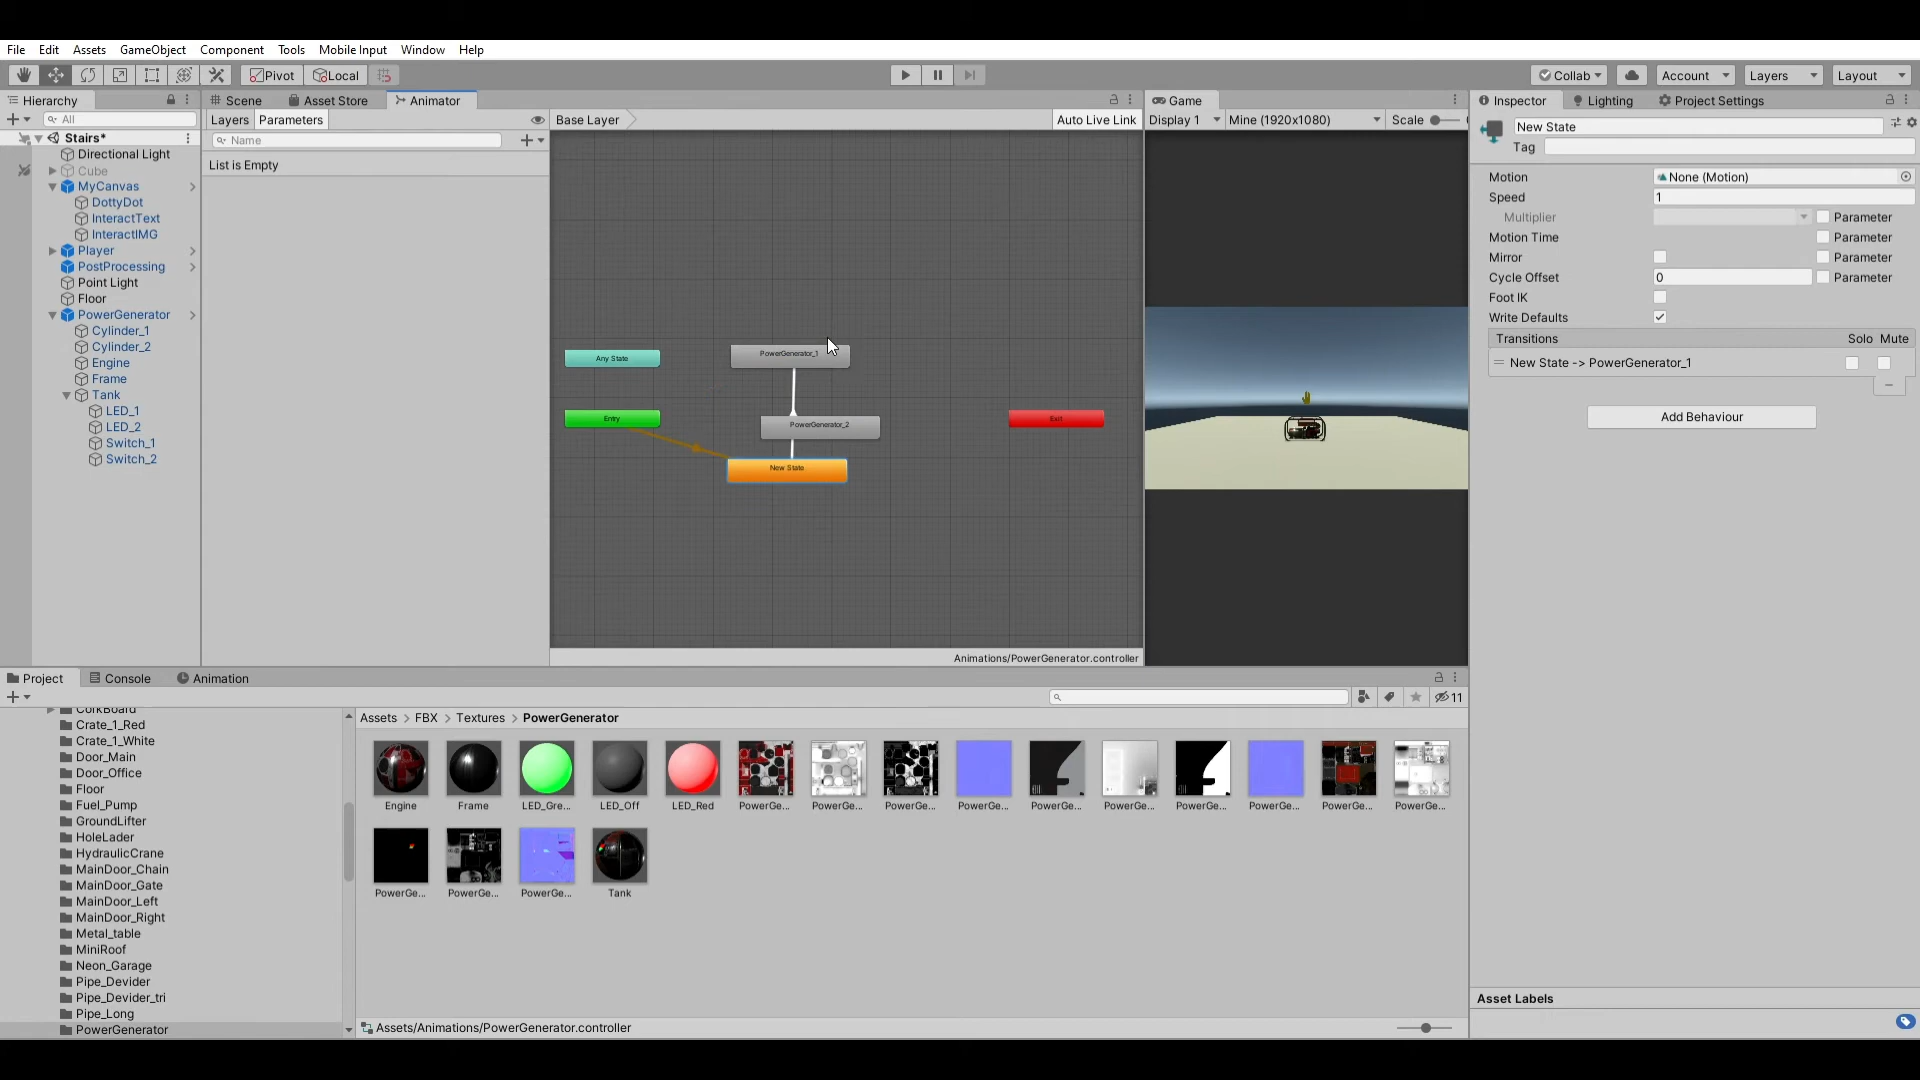 File Edit Assets GameObject Component Tools Mobile Input Window Help
Pivot Local Collab Account Layers Layout
Hierarchy Scene Asset Store Animator Game Inspector Lighting Project Settings
All
Layers Parameters Base Layer Auto Live Link
Display 1 Mine (1920x1080) Scale
Name
List is Empty
Stairs*
Directional Light
Cube
MyCanvas
DottyDot
InteractText
InteractIMG
Player
PostProcessing
Point Light
Floor
PowerGenerator
Cylinder_1
Cylinder_2
Engine
Frame
Tank
LED_1
LED_2
Switch_1
Switch_2
Any State
PowerGenerator_1
Entry
PowerGenerator_2
Exit
New State
Animations/PowerGenerator.controller
New State
Tag
Motion None (Motion)
Speed 1
Multiplier Parameter
Motion Time Parameter
Mirror Parameter
Cycle Offset 0 Parameter
Foot IK
Write Defaults
Transitions Solo Mute
New State -> PowerGenerator_1
Add Behaviour
Asset Labels
Project Console Animation
11
CorkBoard
Crate_1_Red
Crate_1_White
Door_Main
Door_Office
Floor
Fuel_Pump
GroundLifter
HoleLader
HydraulicCrane
MainDoor_Chain
MainDoor_Gate
MainDoor_Left
MainDoor_Right
Metal_table
MiniRoof
Neon_Garage
Pipe_Devider
Pipe_Devider_tri
Pipe_Long
PowerGenerator
Assets > FBX > Textures > PowerGenerator
Engine Frame LED_Gre... LED_Off LED_Red PowerGe... PowerGe... PowerGe... PowerGe... PowerGe... PowerGe... PowerGe... PowerGe... PowerGe... PowerGe...
PowerGe... PowerGe... PowerGe... Tank
Assets/Animations/PowerGenerator.controller